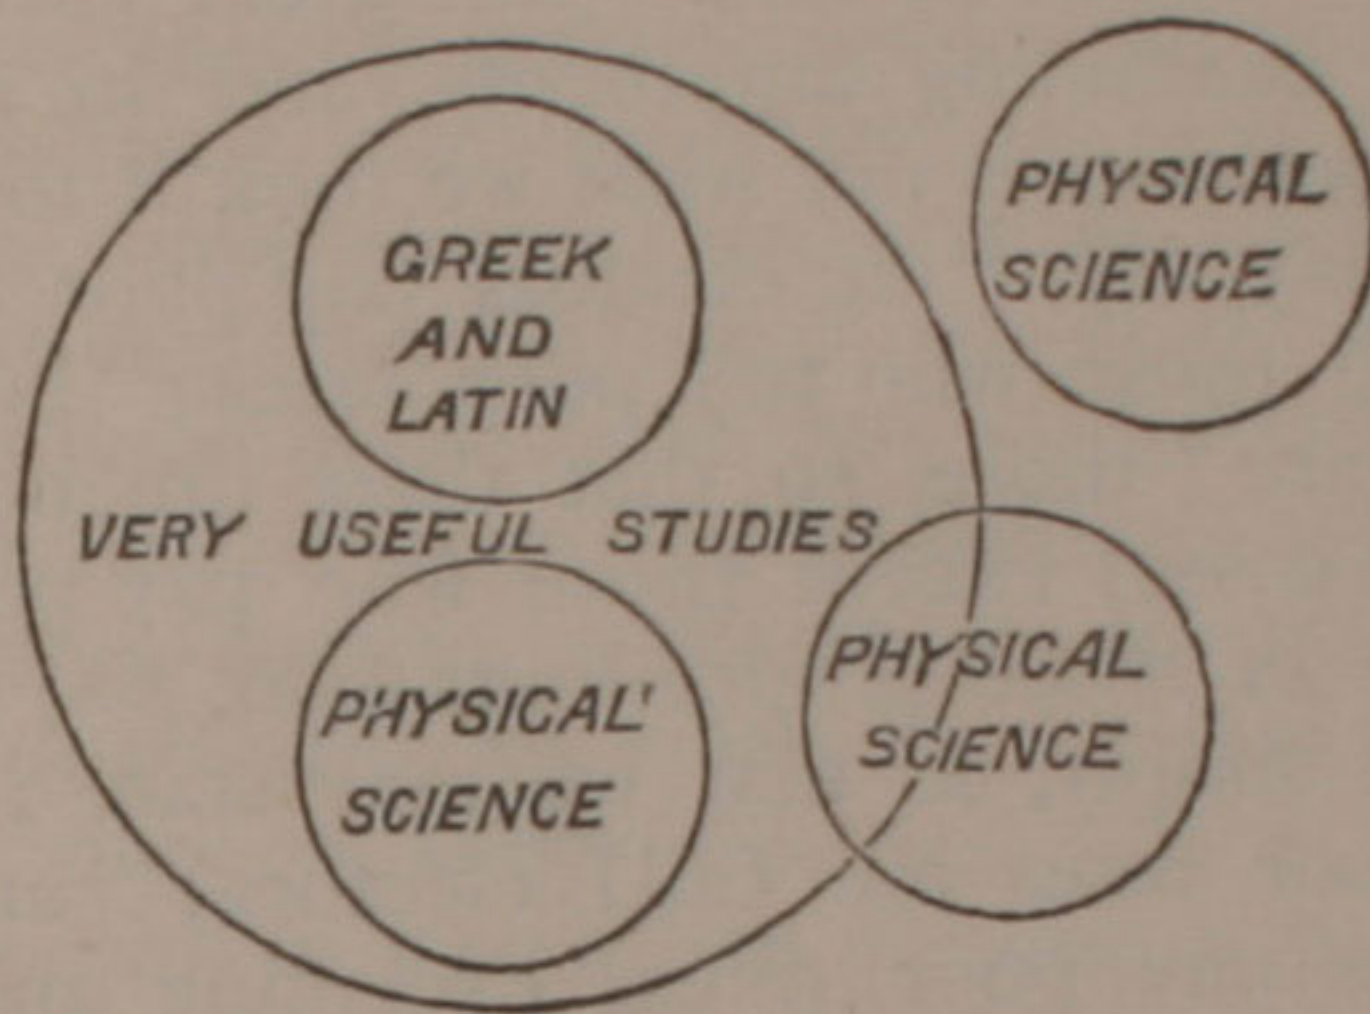 GREEK
AND
LATIN
PHYSICAL
SCIENCE
VERY USEFUL STUDIES
PHYSICAL
SCIENCE
PHYSICAL
SCIENCE